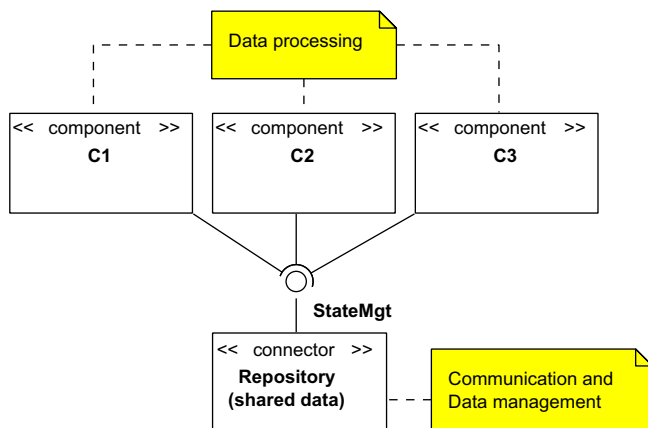 Data processing
<< component >>
C1
<< component >>
C2
<< component >>
C3
StateMgt
<< connector >>
Repository
(shared data)
Communication and
Data management